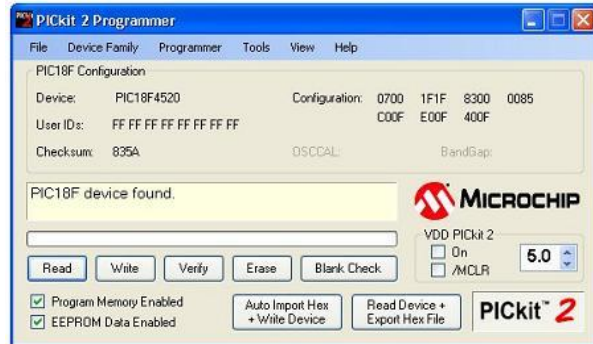 PICkit 2 Programmer
File Device Family Programmer Tools View Help
PIC18F Configuration
Device: PIC18F4520 Configuration: 0700 1F1F 8300 0085
User IDs: FF FF FF FF FF FF FF FF C00F E00F 400F
Checksum: 835A OSCCAL: BandGap:
PIC18F device found.
MICROCHIP
VDD PICkit 2
On
/MCLR
5.0
Read Write Verify Erase Blank Check
Program Memory Enabled
EEPROM Data Enabled
Auto Import Hex
+ Write Device
Read Device +
Export Hex File
PICkit™ 2